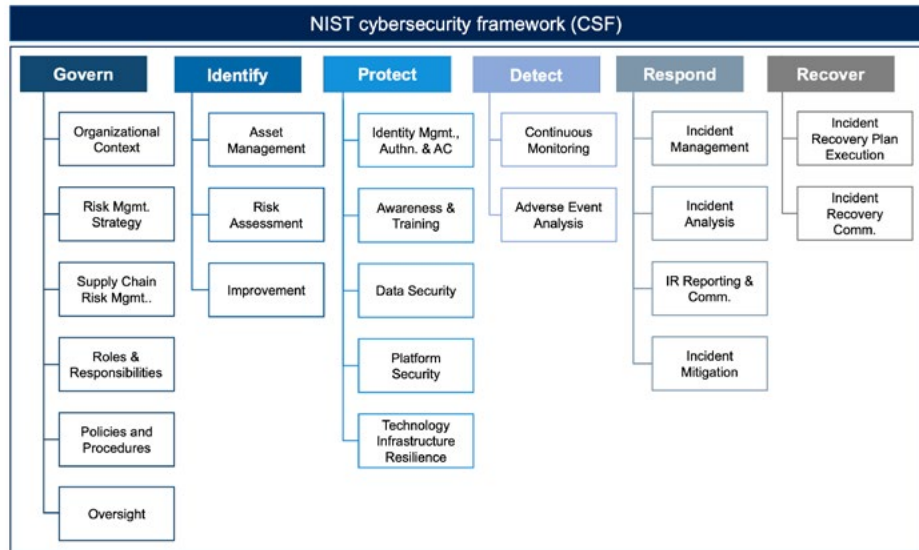 NIST cybersecurity framework (CSF)
Govern
Organizational
Context
Risk Mgmt.
Strategy
Supply Chain
Risk Mgmt..
Roles &
Responsibilities
Policies and
Procedures
Oversight
Identify
Asset
Management
Risk
Assessment
Improvement
Protect
Identity Mgmt.,
Authn. & AC
Awareness &
Training
Data Security
Platform
Security
Technology
Infrastructure
Resilience
Detect
Continuous
Monitoring
Adverse Event
Analysis
Respond
Incident
Management
Incident
Analysis
IR Reporting &
Comm.
Incident
Mitigation
Recover
Incident
Recovery Plan
Execution
Incident
Recovery
Comm.